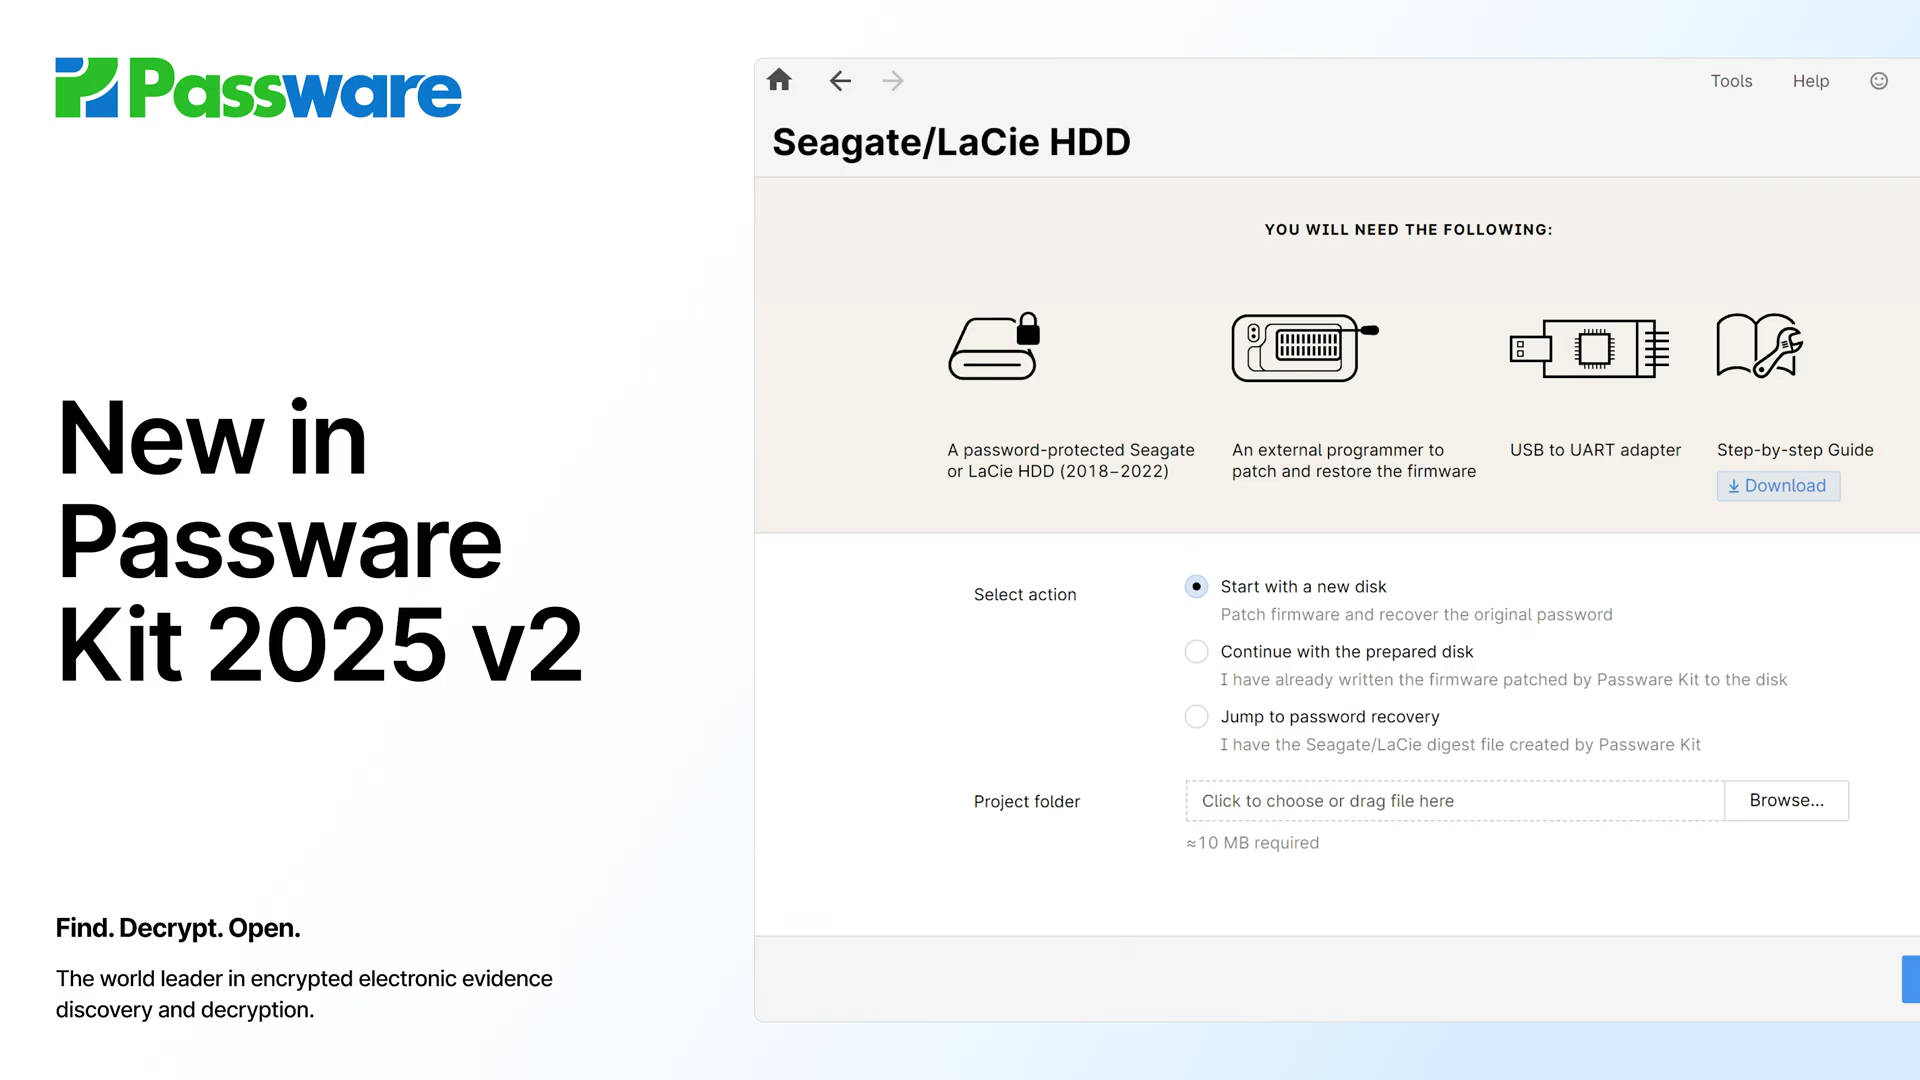 Passware
New in
Passware
Kit 2025 v2
Find. Decrypt. Open.
The world leader in encrypted electronic evidence
discovery and decryption.
Tools Help
Seagate/LaCie HDD
YOU WILL NEED THE FOLLOWING:
A password-protected Seagate
or LaCie HDD (2018–2022)
An external programmer to
patch and restore the firmware
USB to UART adapter
Step-by-step Guide
Download
Select action
Start with a new disk
Patch firmware and recover the original password
Continue with the prepared disk
I have already written the firmware patched by Passware Kit to the disk
Jump to password recovery
I have the Seagate/LaCie digest file created by Passware Kit
Project folder
Click to choose or drag file here
Browse...
≈10 MB required